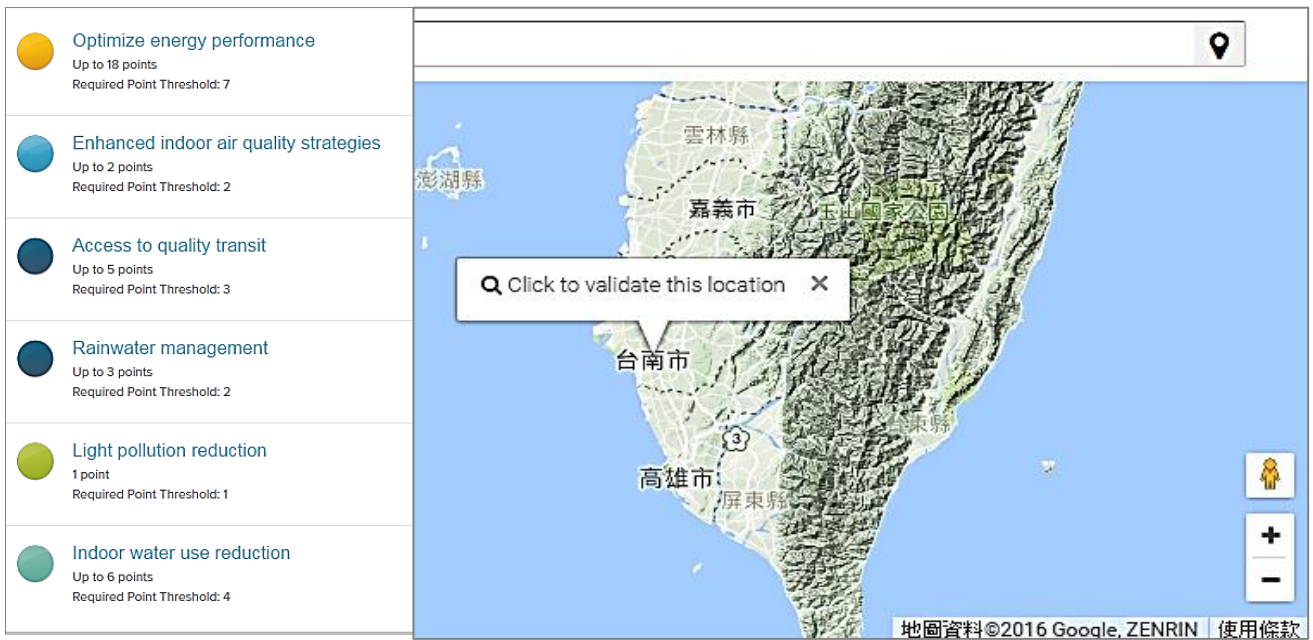 Optimize energy performance
Up to 18 points
Required Point Threshold: 7
Enhanced indoor air quality strategies
Up to 2 points
Required Point Threshold: 2
Access to quality transit
Up to 5 points
Required Point Threshold: 3
Rainwater management
Up to 3 points
Required Point Threshold: 2
Light pollution reduction
1 point
Required Point Threshold: 1
Indoor water use reduction
Up to 6 points
Required Point Threshold: 4
雲林縣
澎湖縣
嘉義市
玉山國家公園
Click to validate this location
台南市
台東縣
3
高雄市
屏東縣
+
−
地圖資料©2016 Google, ZENRIN
使用條款